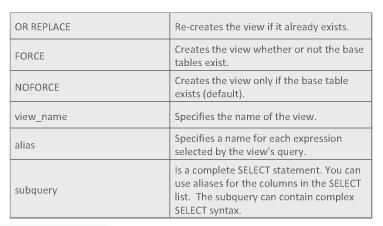 OR REPLACE
Re-creates the view if it already exists.
FORCE
Creates the view whether or not the base
tables exist.
NOFORCE
Creates the view only if the base table
exists (default).
view_name
Specifies the name of the view.
alias
Specifies a name for each expression
selected by the view's query.
subquery
Is a complete SELECT statement. You can
use aliases for the columns in the SELECT
list. The subquery can contain complex
SELECT syntax.